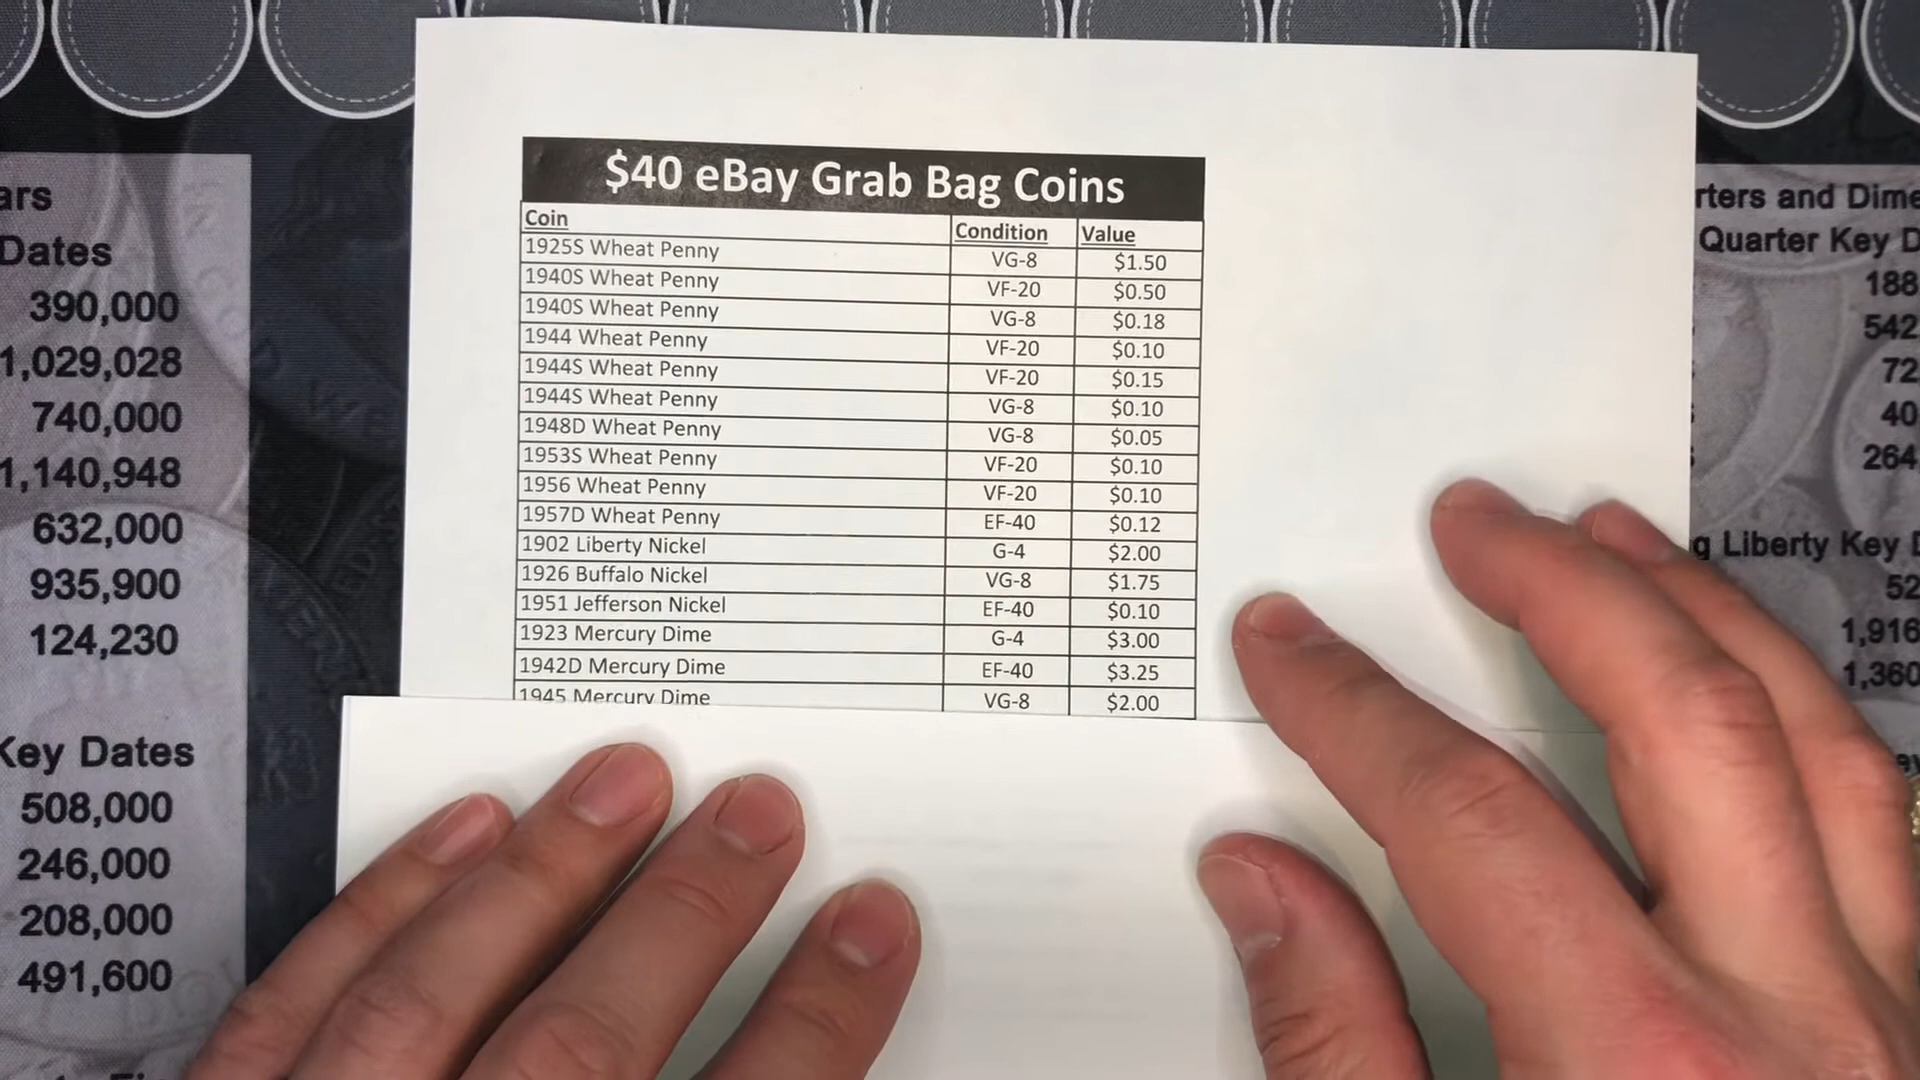 $40 eBay Grab Bag Coins
Coin Condition Value
1925S Wheat Penny VG-8 $1.50
1940S Wheat Penny VF-20 $0.50
1940S Wheat Penny VG-8 $0.18
1944 Wheat Penny VF-20 $0.10
1944S Wheat Penny VF-20 $0.15
1944S Wheat Penny VG-8 $0.10
1948D Wheat Penny VG-8 $0.05
1953S Wheat Penny VF-20 $0.10
1956 Wheat Penny VF-20 $0.10
1957D Wheat Penny EF-40 $0.12
1902 Liberty Nickel G-4 $2.00
1926 Buffalo Nickel VG-8 $1.75
1951 Jefferson Nickel EF-40 $0.10
1923 Mercury Dime G-4 $3.00
1942D Mercury Dime EF-40 $3.25
1945 Mercury Dime VG-8 $2.00
ars
Dates
390,000
1,029,028
740,000
1,140,948
632,000
935,900
124,230
Key Dates
508,000
246,000
208,000
491,600
rters and Dime
Quarter Key D
188
542
72
40
264
g Liberty Key D
52
1,916
1,360